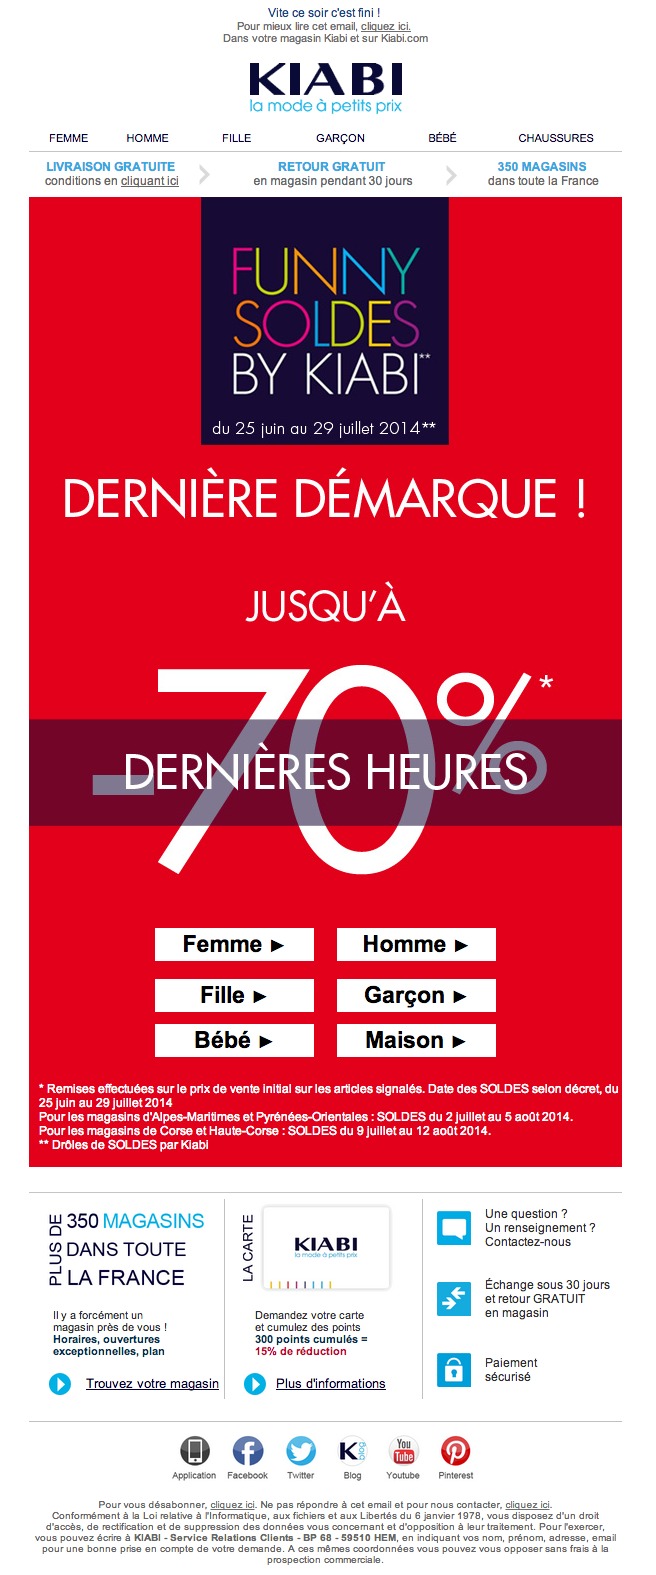 Vite ce soir c'est fini !
Pour mieux lire cet email, cliquez ici.
Dans votre magasin Kiabi et sur Kiabi.com
KIABI
la mode à petits prix
FEMME HOMME FILLE GARÇON BÉBÉ CHAUSSURES
LIVRAISON GRATUITE
conditions en cliquant ici
RETOUR GRATUIT
en magasin pendant 30 jours
350 MAGASINS
dans toute la France
FUNNY
SOLDES
BY KIABI**
du 25 juin au 29 juillet 2014**
DERNIÈRE DÉMARQUE !
JUSQU'À
-70%*
DERNIÈRES HEURES
Femme ►
Homme ►
Fille ►
Garçon ►
Bébé ►
Maison ►
* Remises effectuées sur le prix de vente initial sur les articles signalés. Date des SOLDES selon décret, du
25 juin au 29 juillet 2014
Pour les magasins d'Alpes-Maritimes et Pyrénées-Orientales : SOLDES du 2 juillet au 5 août 2014.
Pour les magasins de Corse et Haute-Corse : SOLDES du 9 juillet au 12 août 2014.
** Drôles de SOLDES par Kiabi
PLUS DE
350 MAGASINS
DANS TOUTE
LA FRANCE
Il y a forcément un
magasin près de vous !
Horaires, ouvertures
exceptionnelles, plan
Trouvez votre magasin
LA CARTE
KIABI
la mode à petits prix
Demandez votre carte
et cumulez des points
300 points cumulés =
15% de réduction
Plus d'informations
Une question ?
Un renseignement ?
Contactez-nous
Échange sous 30 jours
et retour GRATUIT
en magasin
Paiement
sécurisé
K blog
You
Tube
Application Facebook Twitter Blog Youtube Pinterest
Pour vous désabonner, cliquez ici. Ne pas répondre à cet email et pour nous contacter, cliquez ici.
Conformément à la Loi relative à l'Informatique, aux fichiers et aux Libertés du 6 janvier 1978, vous disposez d'un droit
d'accès, de rectification et de suppression des données vous concernant et d'opposition à leur traitement. Pour l'exercer,
vous pouvez écrire à KIABI - Service Relations Clients - BP 68 - 59510 HEM, en indiquant vos nom, prénom, adresse, email
pour une bonne prise en compte de votre demande. A ces mêmes coordonnées vous pouvez vous opposer sans frais à la
prospection commerciale.